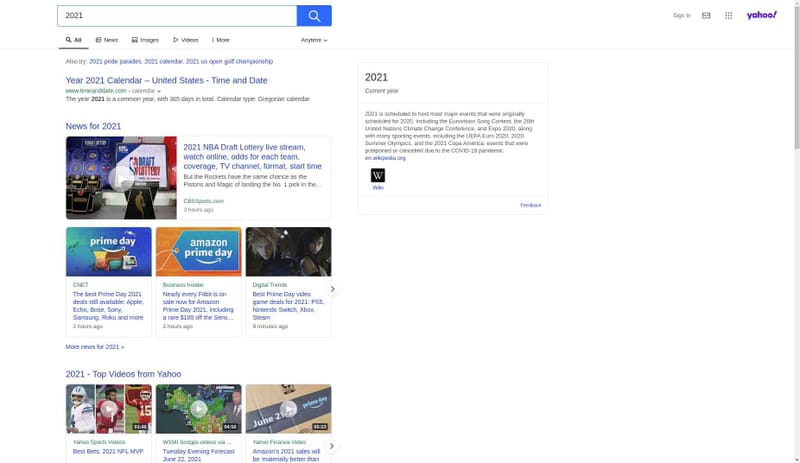 2021
Sign in
yahoo!
All
News
Images
Videos
More
Anytime
Also try: 2021 pride parades, 2021 calendar, 2021 us open golf championship
Year 2021 Calendar – United States - Time and Date
www.timeanddate.com › calendar
The year 2021 is a common year, with 365 days in total. Calendar type: Gregorian calendar
News for 2021
DRAFT LOTTERY
2021 NBA Draft Lottery live stream,
watch online, odds for each team,
coverage, TV channel, format, start time
But the Rockets have the same chance as the
Pistons and Magic of landing the No. 1 pick in the...
CBSSports.com
3 hours ago
prime day
CNET
The best Prime Day 2021
deals still available: Apple,
Echo, Bose, Sony,
Samsung, Roku and more
2 hours ago
amazon
prime day
Business Insider
Nearly every Fitbit is on
sale now for Amazon
Prime Day 2021, including
a rare $100 off the Sens...
2 hours ago
Digital Trends
Best Prime Day video
game deals for 2021: PS5,
Nintendo Switch, Xbox,
Steam
9 minutes ago
More news for 2021 »
2021 - Top Videos from Yahoo
01:45
Yahoo Sports Videos
Best Bets: 2021 NFL MVP
04:50
WXMI Scripps videos via ...
Tuesday Evening Forecast
June 22, 2021
prime day
June 21
05:23
Yahoo Finance Video
Amazon's 2021 sales will
be 'materially better than
2021
Current year
2021 is scheduled to host most major events that were originally
scheduled for 2020, including the Eurovision Song Contest, the 26th
United Nations Climate Change Conference, and Expo 2020, along
with many sporting events, including the UEFA Euro 2020, 2020
Summer Olympics, and the 2021 Copa América; events that were
postponed or canceled due to the COVID-19 pandemic.
en.wikipedia.org
W
Wiki
Feedback